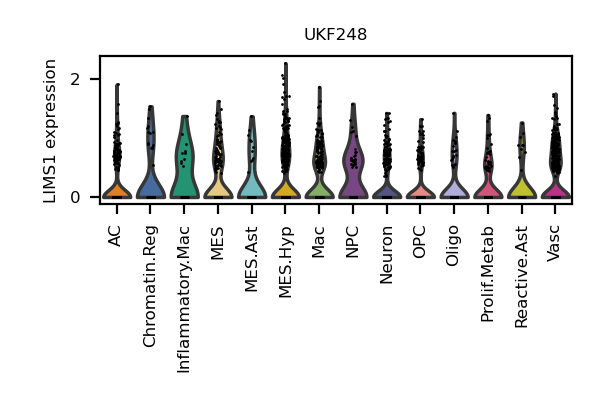 UKF248
LIMS1 expression
2
0
AC
Chromatin.Reg
Inflammatory.Mac
MES
MES.Ast
MES.Hyp
Mac
NPC
Neuron
OPC
Oligo
Prolif.Metab
Reactive.Ast
Vasc